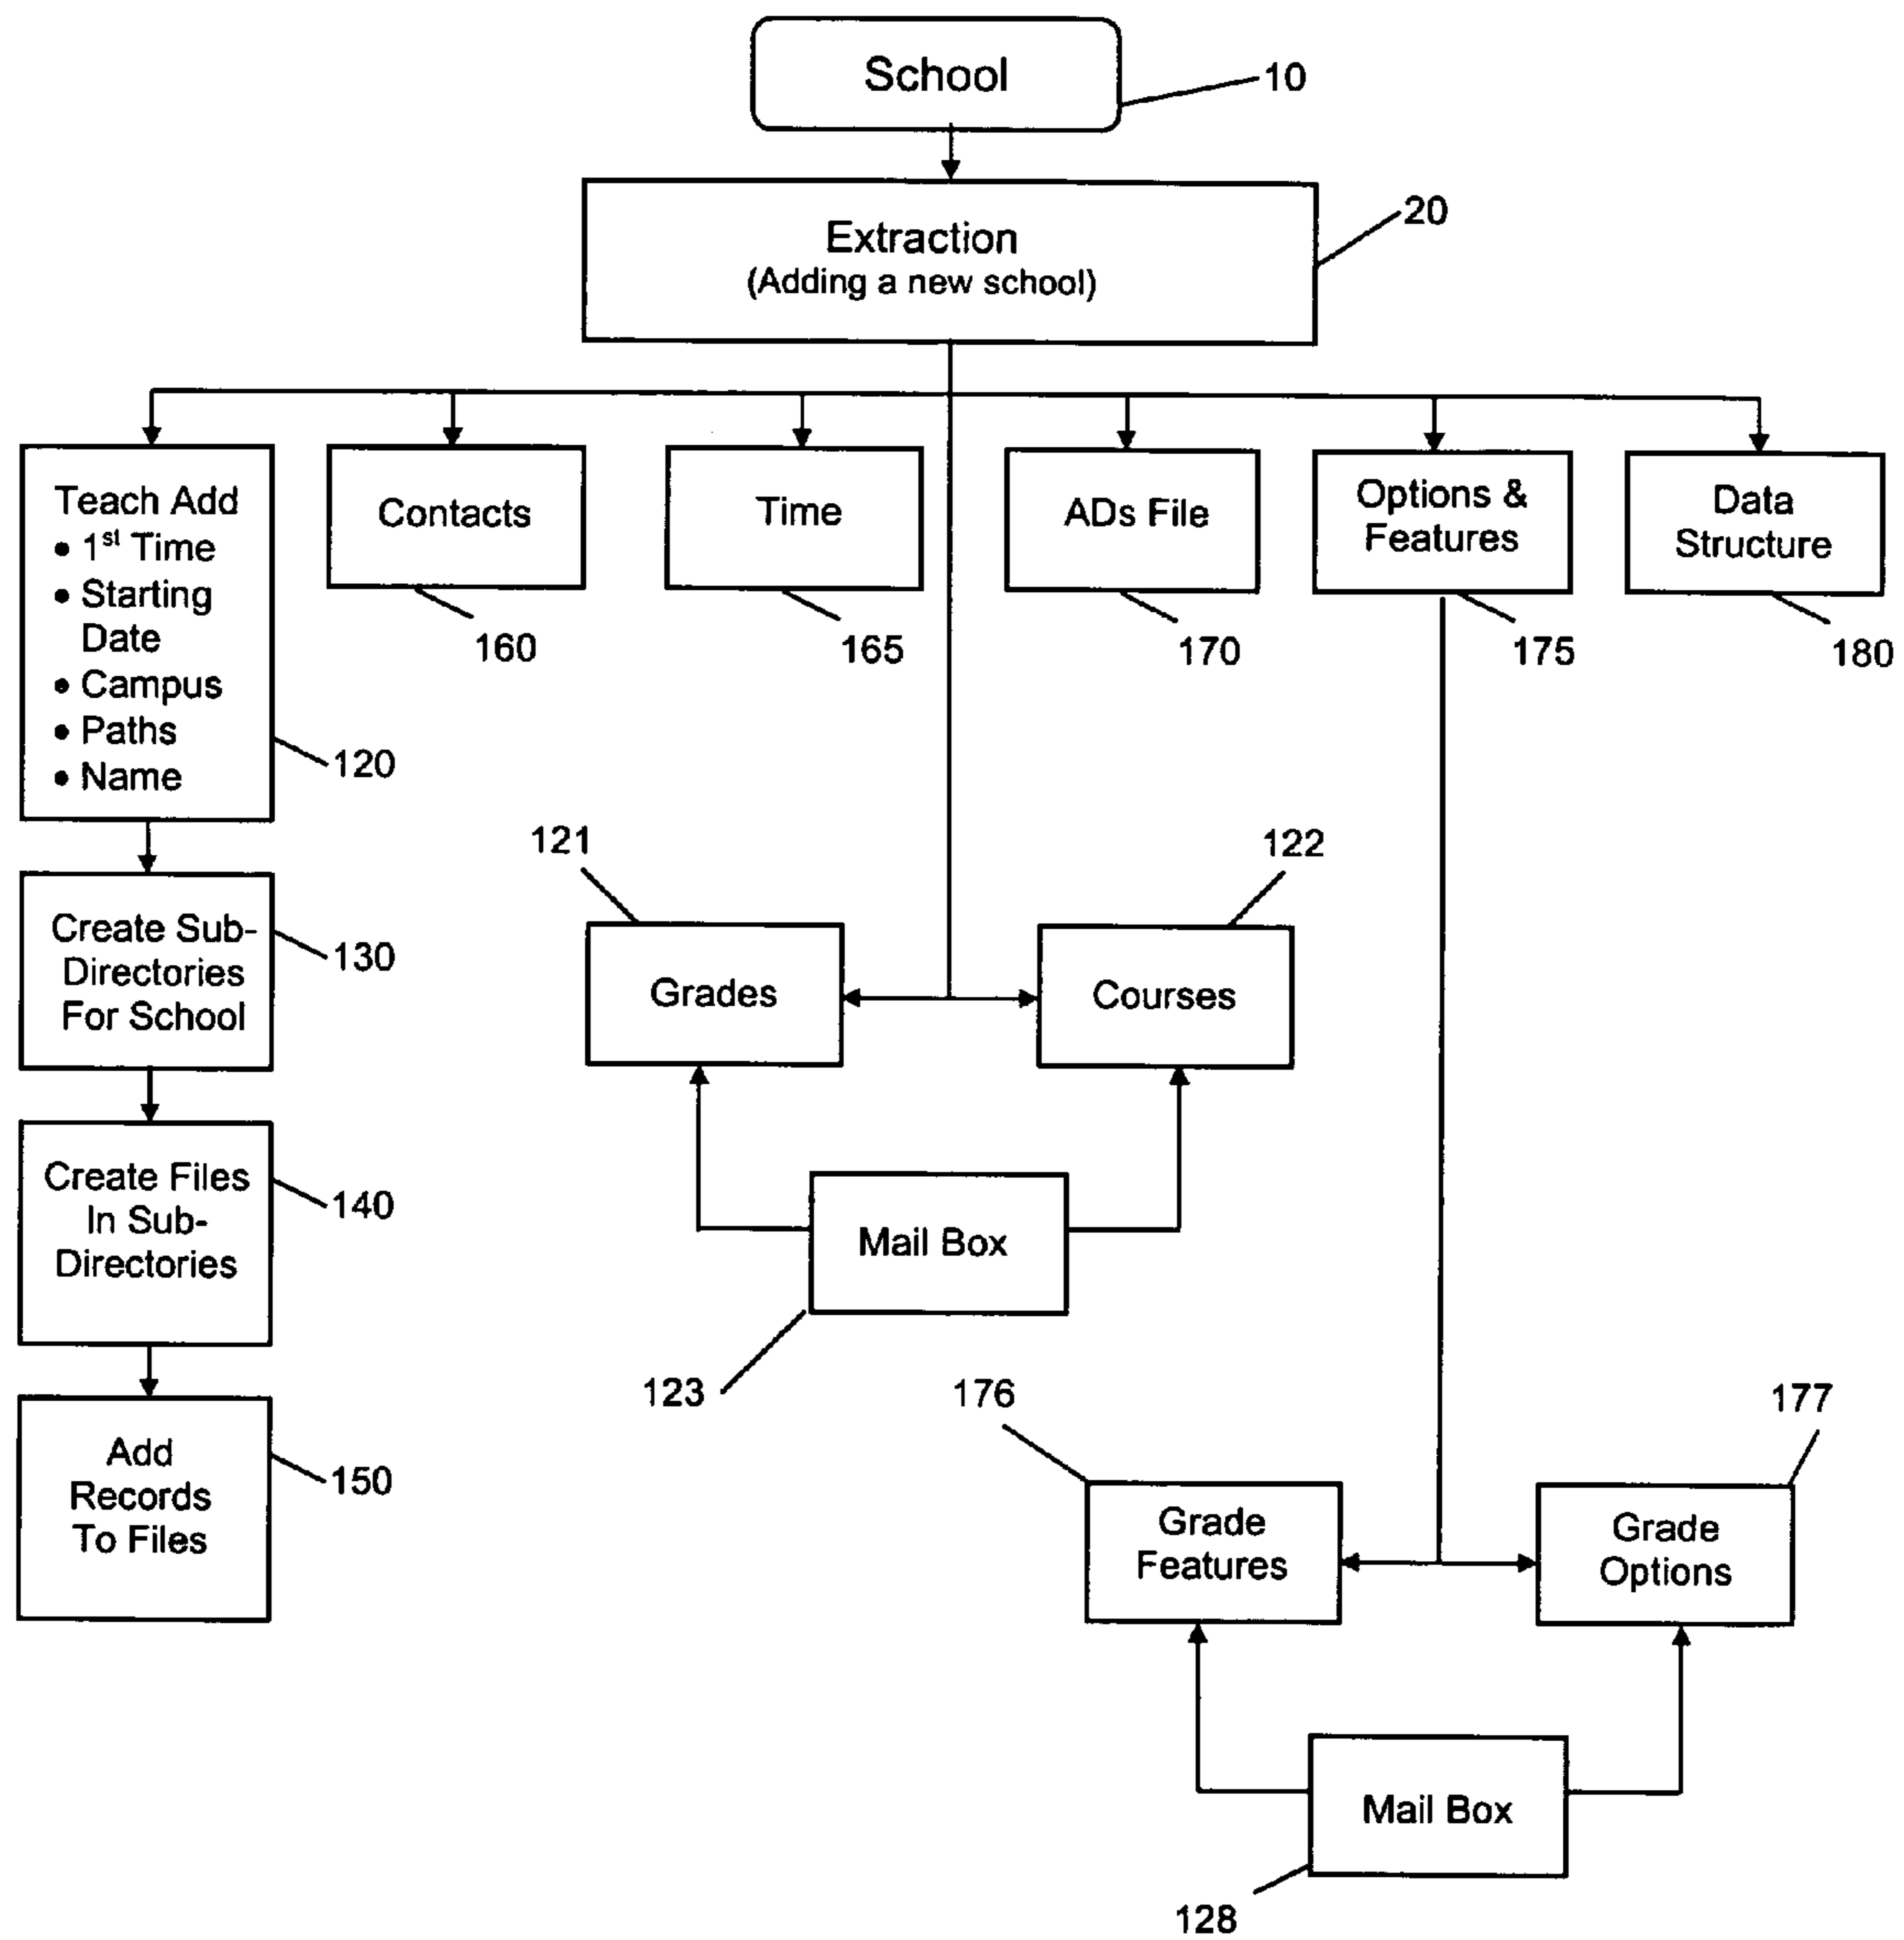 School
10
Extraction
(Adding a new school)
20
Teach Add
• 1st Time
• Starting
Date
• Campus
• Paths
• Name
120
Contacts
160
Time
165
ADs File
170
Options &
Features
175
Data
Structure
180
121
122
Create Sub-
Directories
For School
130
Grades
Courses
Create Files
In Sub-
Directories
140
Mail Box
123
Add
Records
To Files
150
176
177
Grade
Features
Grade
Options
Mail Box
128